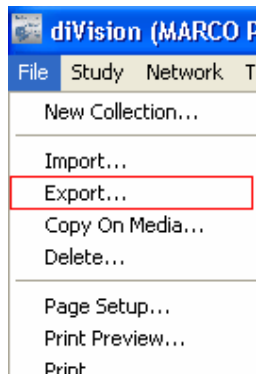 diVision (MARCO P
File Study Network T
New Collection...
Import...
Export...
Copy On Media...
Delete...
Page Setup...
Print Preview...
Print